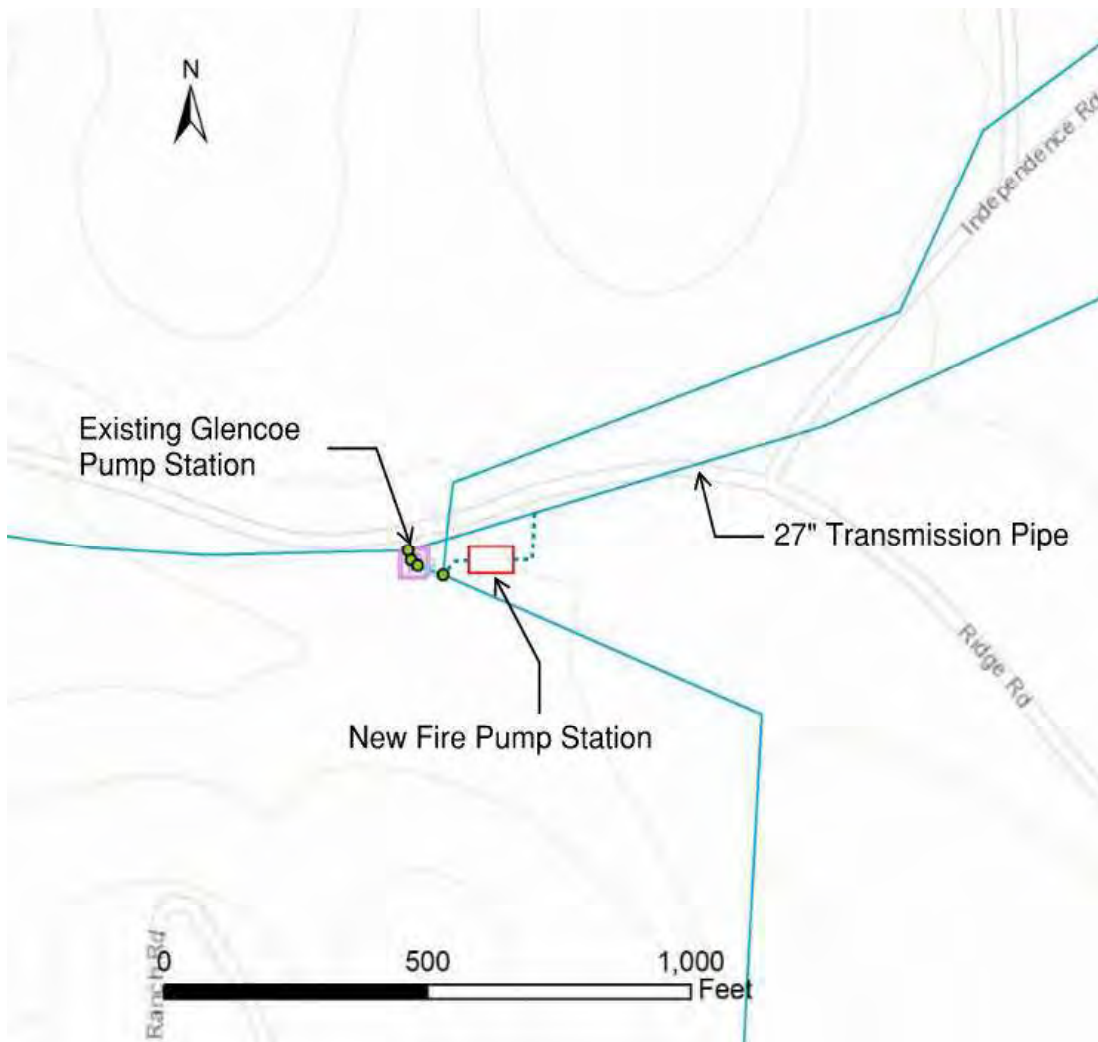 N
Independence Rd
Existing Glencoe
Pump Station
27" Transmission Pipe
Ridge Rd
New Fire Pump Station
Ranch Rd
0 500 1,000
Feet